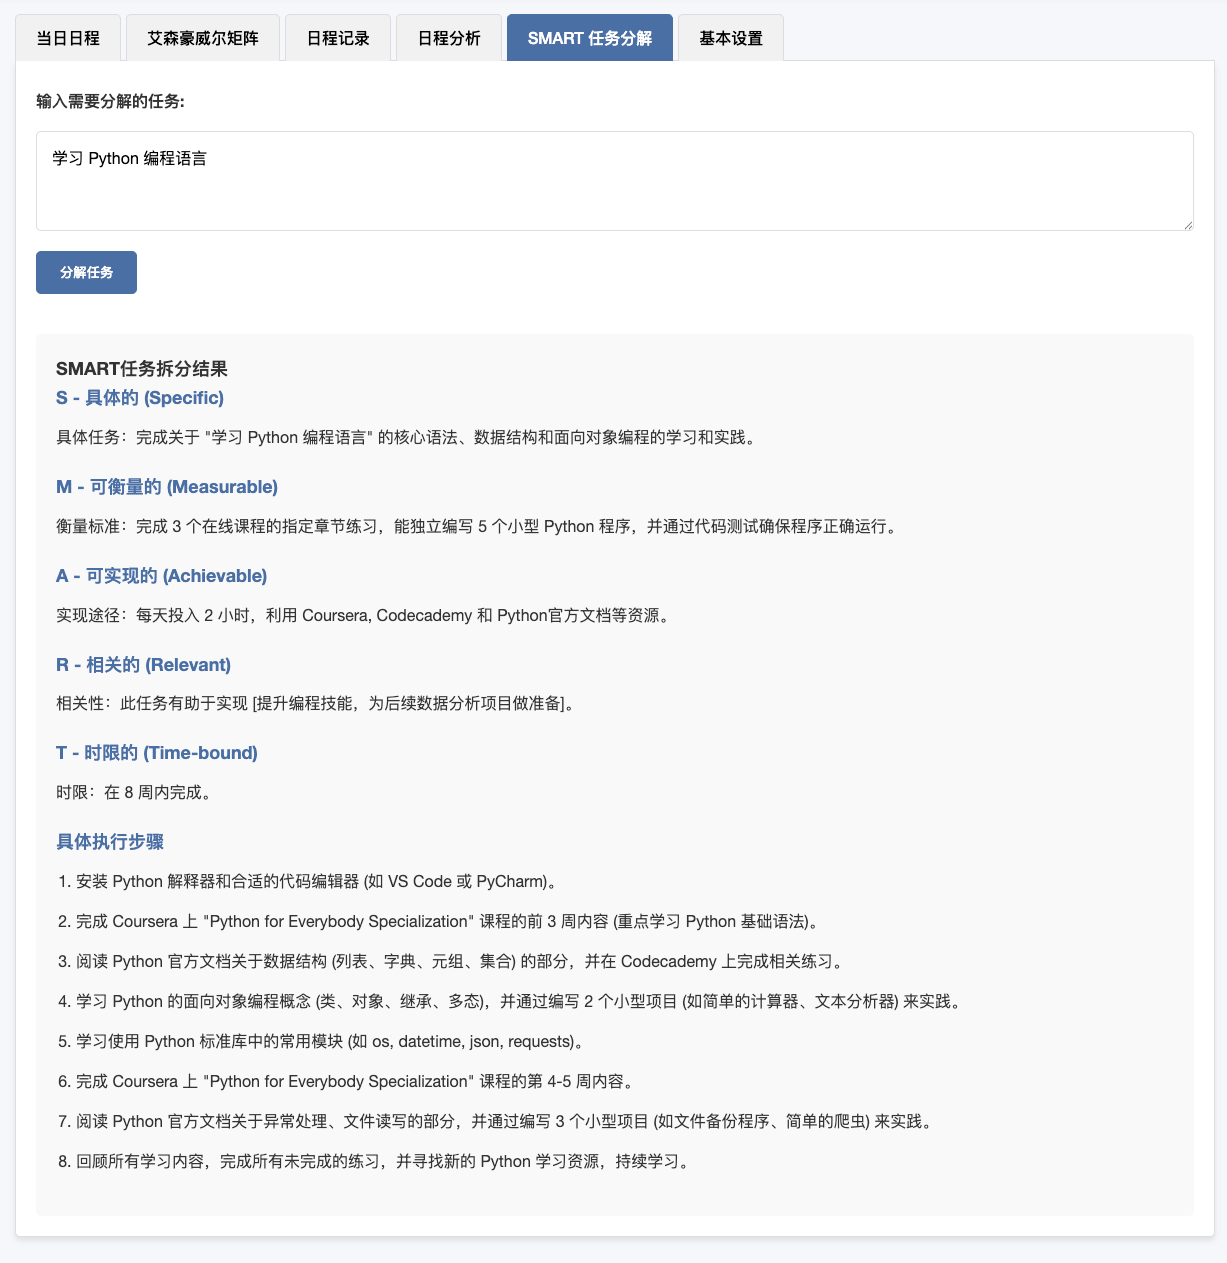 当日日程
艾森豪威尔矩阵
日程记录
日程分析
SMART 任务分解
基本设置
输入需要分解的任务:
学习 Python 编程语言
分解任务
SMART任务拆分结果
S - 具体的 (Specific)
具体任务：完成关于 "学习 Python 编程语言" 的核心语法、数据结构和面向对象编程的学习和实践。
M - 可衡量的 (Measurable)
衡量标准：完成 3 个在线课程的指定章节练习，能独立编写 5 个小型 Python 程序，并通过代码测试确保程序正确运行。
A - 可实现的 (Achievable)
实现途径：每天投入 2 小时，利用 Coursera, Codecademy 和 Python官方文档等资源。
R - 相关的 (Relevant)
相关性：此任务有助于实现 [提升编程技能，为后续数据分析项目做准备]。
T - 时限的 (Time-bound)
时限：在 8 周内完成。
具体执行步骤
1. 安装 Python 解释器和合适的代码编辑器 (如 VS Code 或 PyCharm)。
2. 完成 Coursera 上 "Python for Everybody Specialization" 课程的前 3 周内容 (重点学习 Python 基础语法)。
3. 阅读 Python 官方文档关于数据结构 (列表、字典、元组、集合) 的部分，并在 Codecademy 上完成相关练习。
4. 学习 Python 的面向对象编程概念 (类、对象、继承、多态)，并通过编写 2 个小型项目 (如简单的计算器、文本分析器) 来实践。
5. 学习使用 Python 标准库中的常用模块 (如 os, datetime, json, requests)。
6. 完成 Coursera 上 "Python for Everybody Specialization" 课程的第 4-5 周内容。
7. 阅读 Python 官方文档关于异常处理、文件读写的部分，并通过编写 3 个小型项目 (如文件备份程序、简单的爬虫) 来实践。
8. 回顾所有学习内容，完成所有未完成的练习，并寻找新的 Python 学习资源，持续学习。